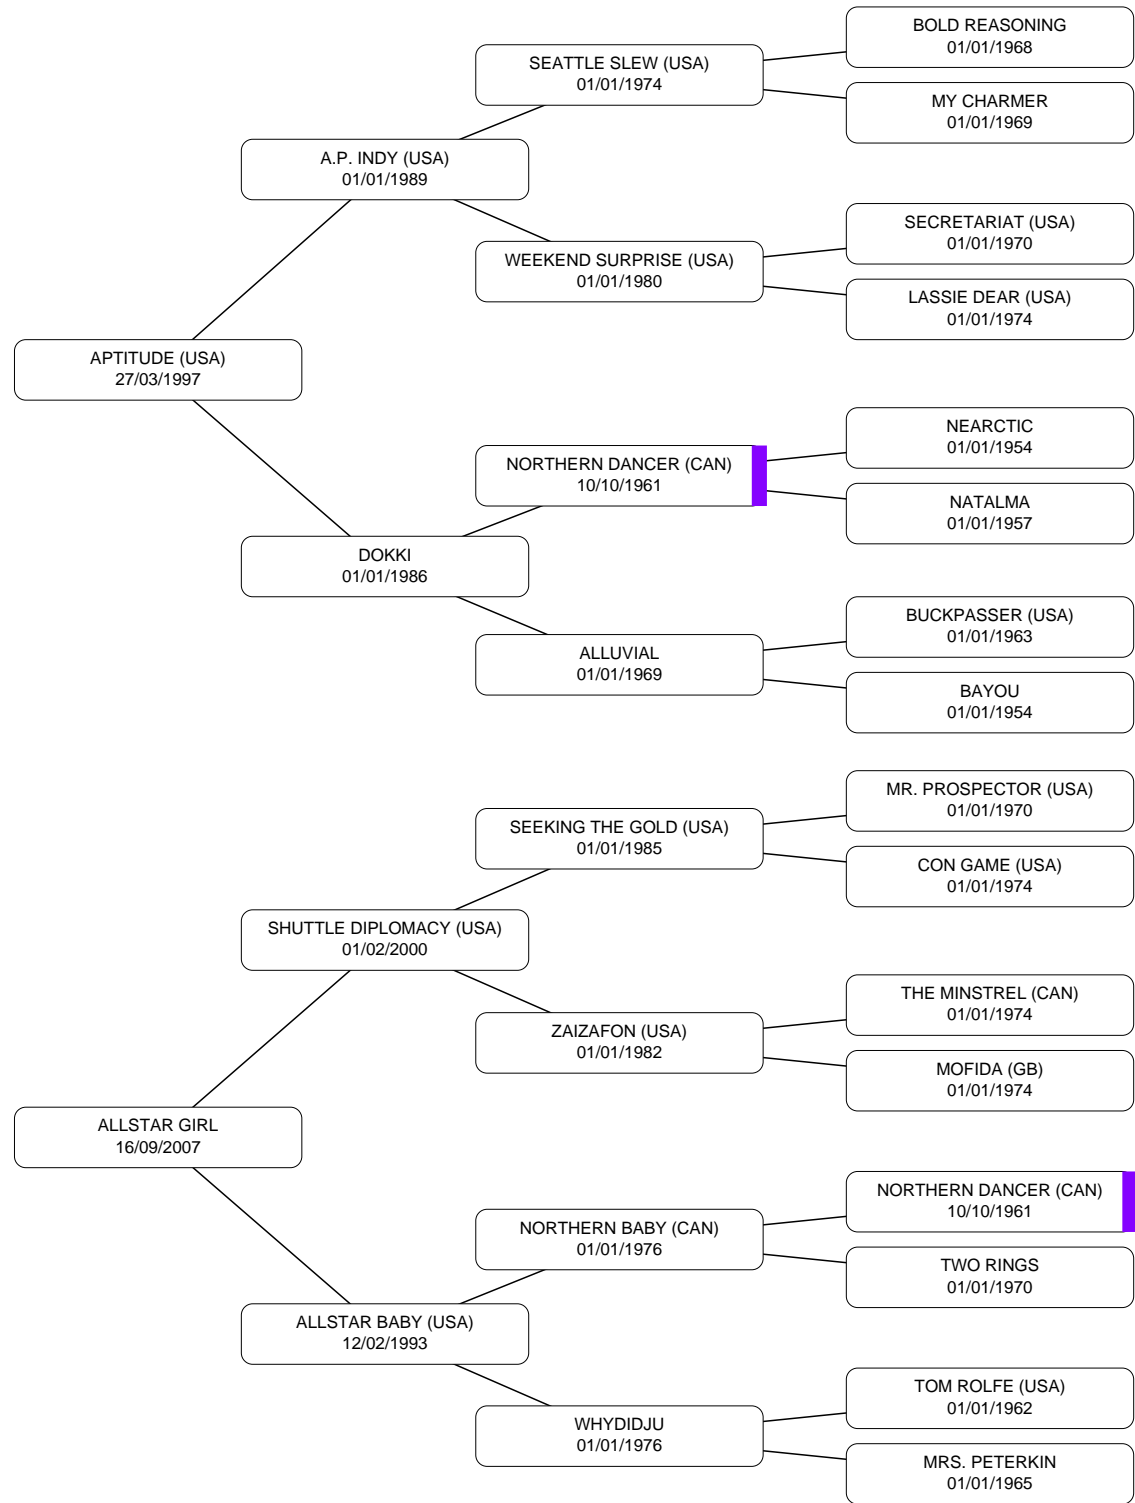 BOLD REASONING
01/01/1968
SEATTLE SLEW (USA)
01/01/1974
MY CHARMER
01/01/1969
A.P. INDY (USA)
01/01/1989
SECRETARIAT (USA)
01/01/1970
WEEKEND SURPRISE (USA)
01/01/1980
LASSIE DEAR (USA)
01/01/1974
APTITUDE (USA)
27/03/1997
NEARCTIC
01/01/1954
NORTHERN DANCER (CAN)
10/10/1961
NATALMA
01/01/1957
DOKKI
01/01/1986
BUCKPASSER (USA)
01/01/1963
ALLUVIAL
01/01/1969
BAYOU
01/01/1954
MR. PROSPECTOR (USA)
01/01/1970
SEEKING THE GOLD (USA)
01/01/1985
CON GAME (USA)
01/01/1974
SHUTTLE DIPLOMACY (USA)
01/02/2000
THE MINSTREL (CAN)
01/01/1974
ZAIZAFON (USA)
01/01/1982
MOFIDA (GB)
01/01/1974
ALLSTAR GIRL
16/09/2007
NORTHERN DANCER (CAN)
10/10/1961
NORTHERN BABY (CAN)
01/01/1976
TWO RINGS
01/01/1970
ALLSTAR BABY (USA)
12/02/1993
TOM ROLFE (USA)
01/01/1962
WHYDIDJU
01/01/1976
MRS. PETERKIN
01/01/1965